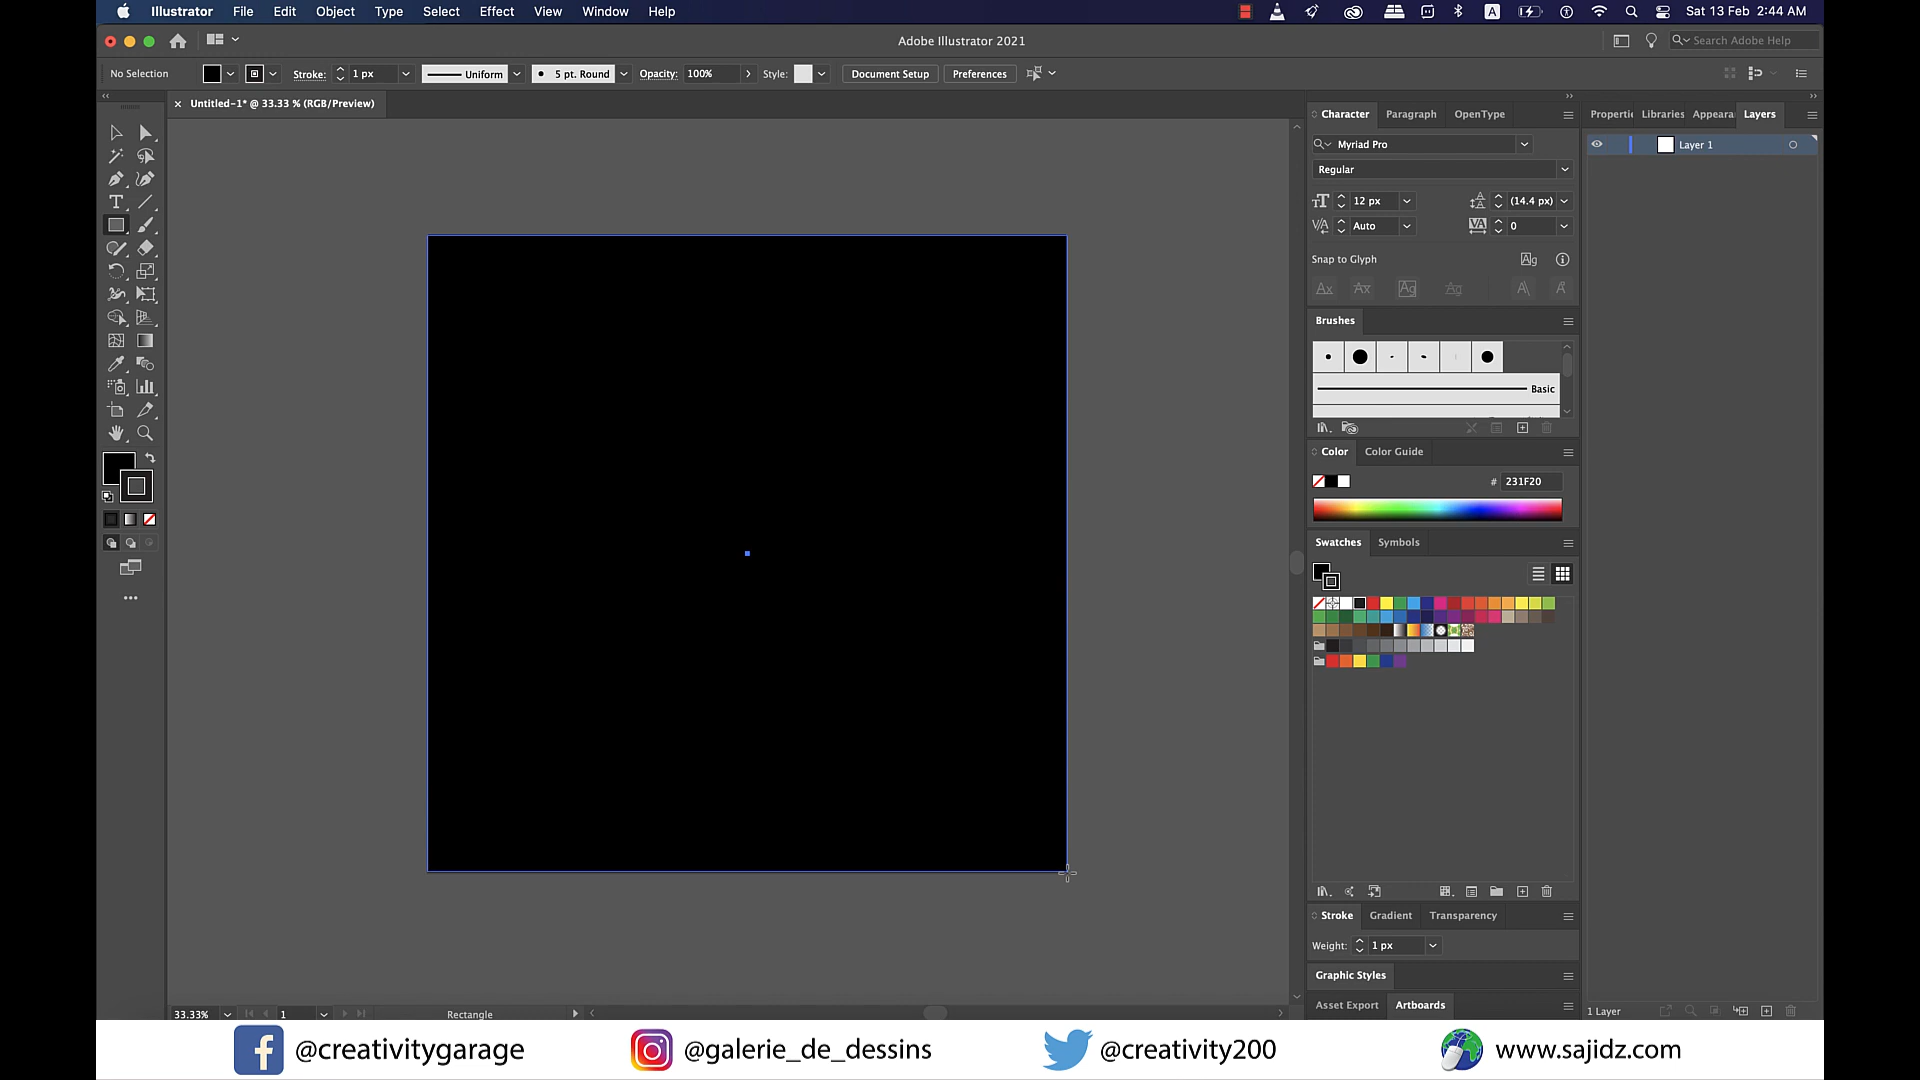 Illustrator File Edit Object Type Select Effect View Window Help A Sat 13 Feb 2:44 AM
Adobe Illustrator 2021 Search Adobe Help
No Selection Stroke: 1 px Uniform 5 pt. Round Opacity: 100% Style: Document Setup Preferences
Untitled-1* @ 33.33 % (RGB/Preview)
Character Paragraph OpenType
Properti Libraries Appeara Layers
Myriad Pro
Layer 1
Regular
12 px (14.4 px)
Auto 0
Snap to Glyph
Brushes
Basic
Color Color Guide
# 231F20
Swatches Symbols
Stroke Gradient Transparency
Weight: 1 px
Graphic Styles
Asset Export Artboards
1 Layer
33.33% 1 Rectangle
@creativitygarage @galerie_de_dessins @creativity200 www.sajidz.com